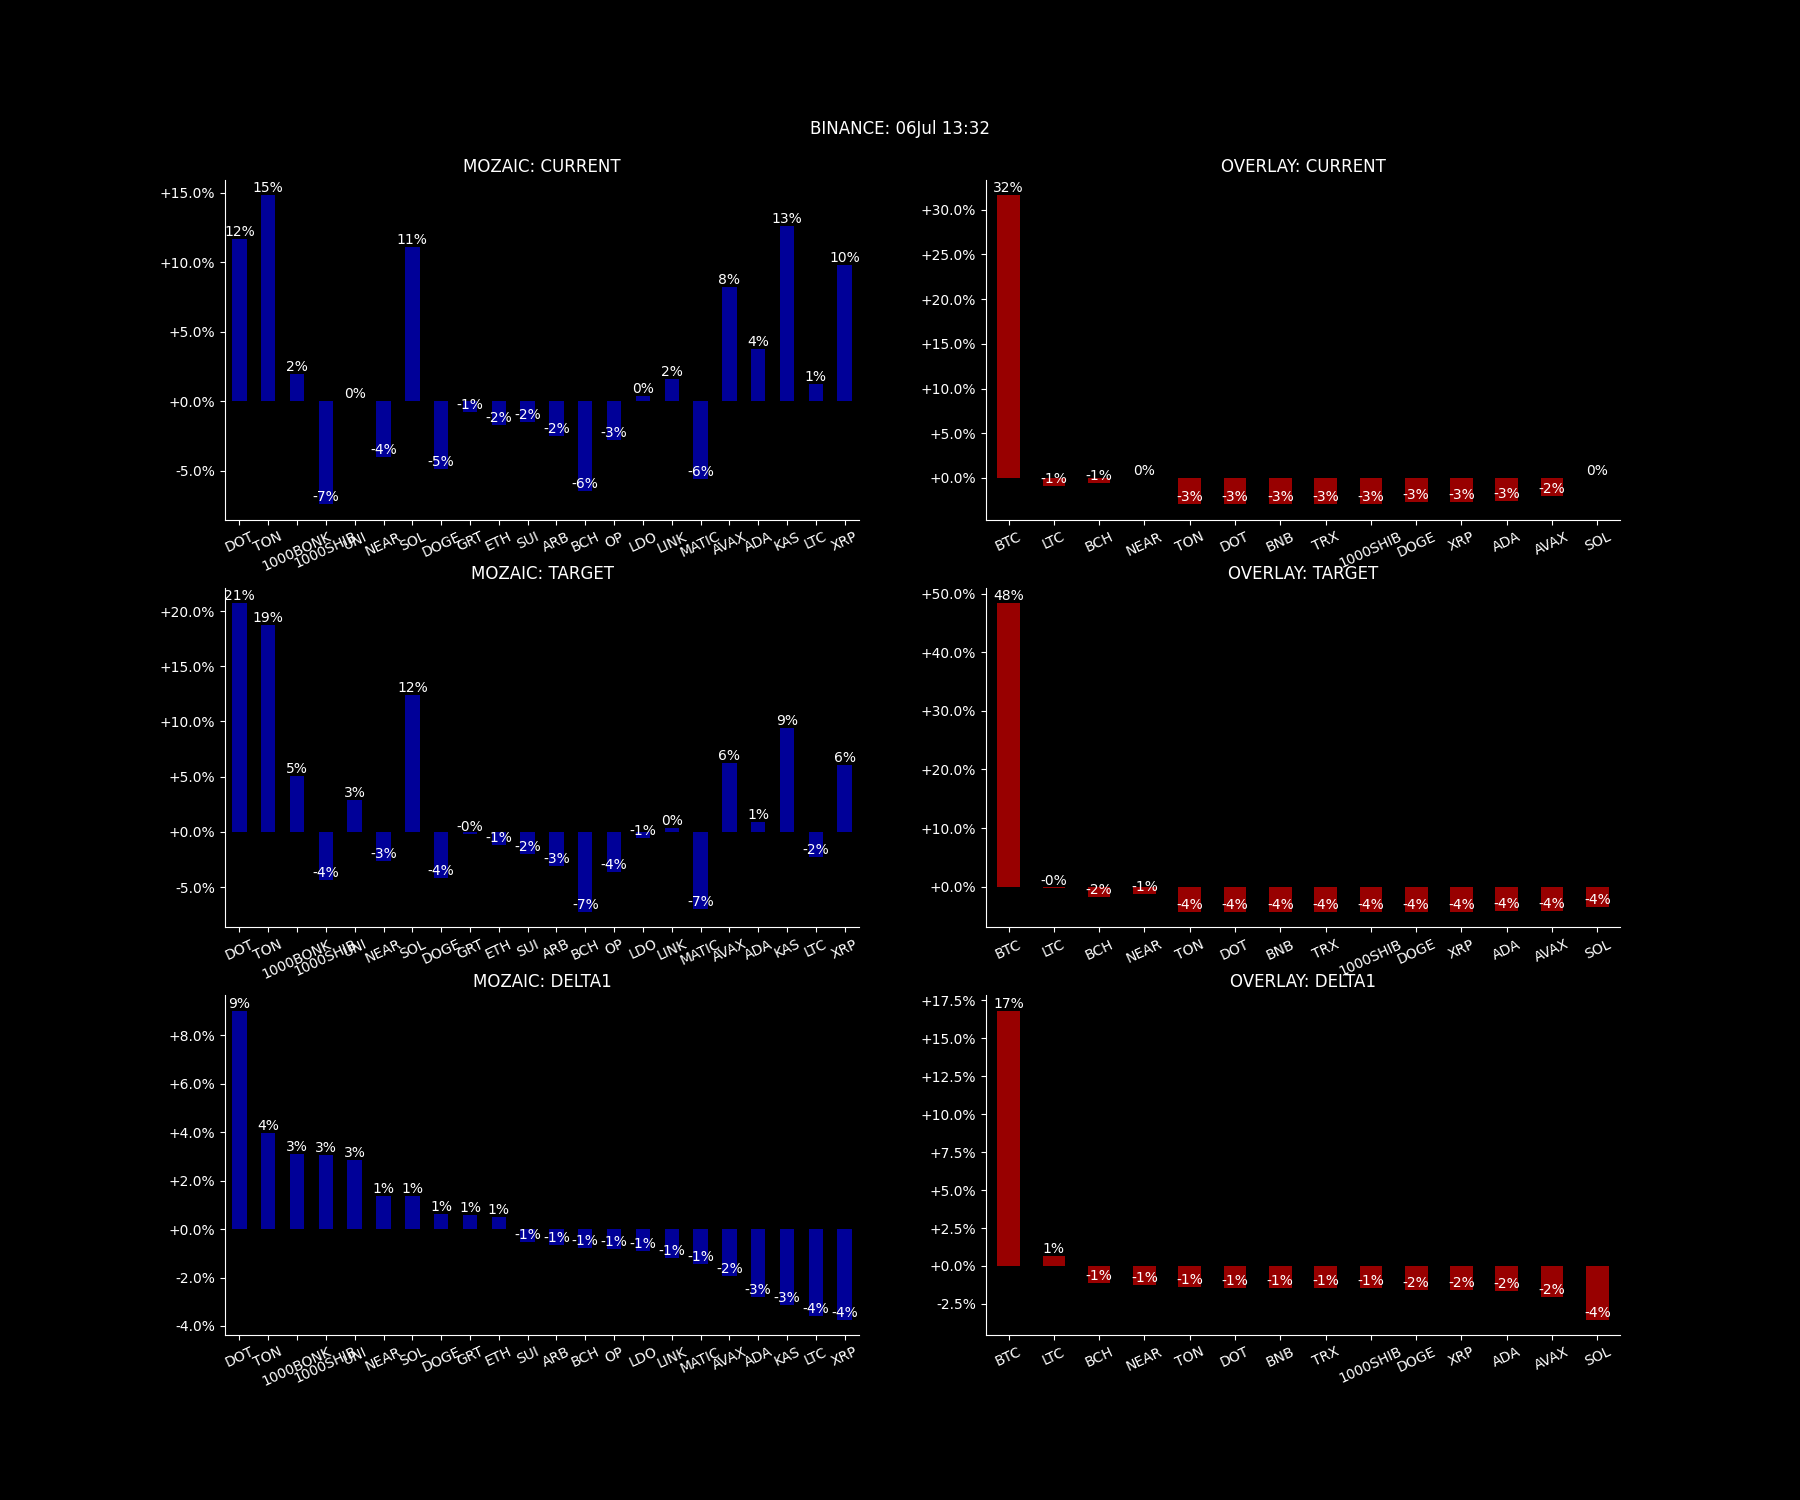 BINANCE: 06Jul 13:32
MOZAIC: CURRENT
+15.0%
+10.0%
+5.0%
+0.0%
-5.0%
12% 15% 2% -7% 0% -4% 11% -5% -1% -2% -2% -2% -6% -3% 0% 2% -6% 8% 4% 13% 1% 10%
DOT TON 1000BONK 1000SHIB UNI NEAR SOL DOGE GRT ETH SUI ARB BCH OP LDO LINK MATIC AVAX ADA KAS LTC XRP
OVERLAY: CURRENT
+30.0%
+25.0%
+20.0%
+15.0%
+10.0%
+5.0%
+0.0%
32% -1% -1% 0% -3% -3% -3% -3% -3% -3% -3% -3% -2% 0%
BTC LTC BCH NEAR TON DOT BNB TRX 1000SHIB DOGE XRP ADA AVAX SOL
MOZAIC: TARGET
+20.0%
+15.0%
+10.0%
+5.0%
+0.0%
-5.0%
21% 19% 5% -4% 3% -3% 12% -4% -0% -1% -2% -3% -7% -4% -1% 0% -7% 6% 1% 9% -2% 6%
DOT TON 1000BONK 1000SHIB UNI NEAR SOL DOGE GRT ETH SUI ARB BCH OP LDO LINK MATIC AVAX ADA KAS LTC XRP
OVERLAY: TARGET
+50.0%
+40.0%
+30.0%
+20.0%
+10.0%
+0.0%
48% -0% -2% -1% -4% -4% -4% -4% -4% -4% -4% -4% -4% -4%
BTC LTC BCH NEAR TON DOT BNB TRX 1000SHIB DOGE XRP ADA AVAX SOL
MOZAIC: DELTA1
+8.0%
+6.0%
+4.0%
+2.0%
+0.0%
-2.0%
-4.0%
9% 4% 3% 3% 3% 1% 1% 1% 1% 1% -1% -1% -1% -1% -1% -1% -1% -2% -3% -3% -4% -4%
DOT TON 1000BONK 1000SHIB UNI NEAR SOL DOGE GRT ETH SUI ARB BCH OP LDO LINK MATIC AVAX ADA KAS LTC XRP
OVERLAY: DELTA1
+17.5%
+15.0%
+12.5%
+10.0%
+7.5%
+5.0%
+2.5%
+0.0%
-2.5%
17% 1% -1% -1% -1% -1% -1% -1% -1% -2% -2% -2% -2% -4%
BTC LTC BCH NEAR TON DOT BNB TRX 1000SHIB DOGE XRP ADA AVAX SOL